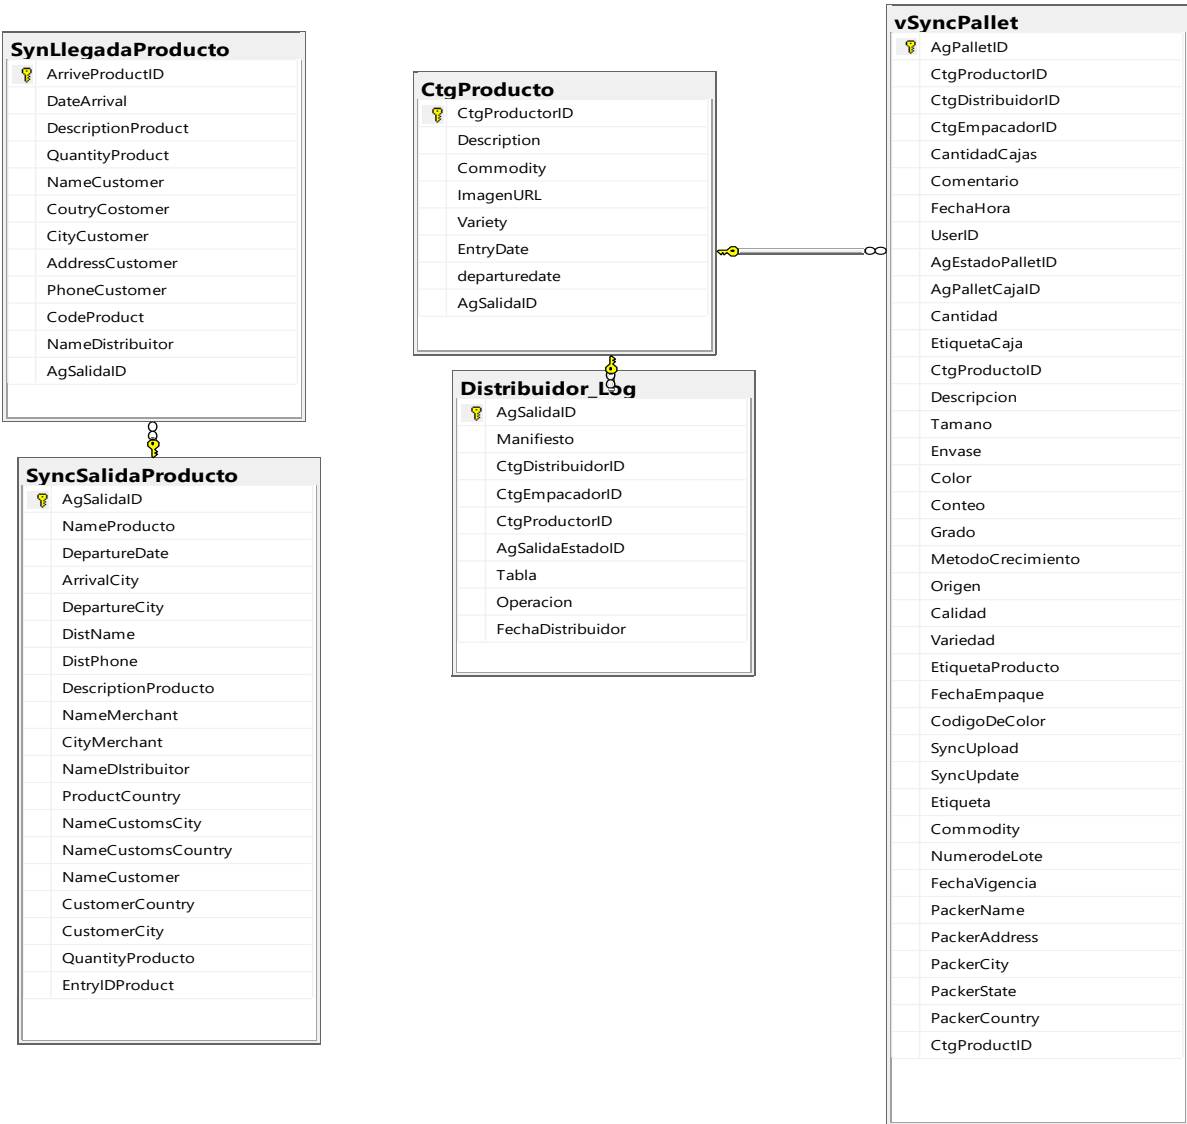 SynLlegadaProducto
ArriveProductID
DateArrival
DescriptionProduct
QuantityProduct
NameCustomer
CoutryCostomer
CityCustomer
AddressCustomer
PhoneCustomer
CodeProduct
NameDistribuitor
AgSalidaID
SyncSalidaProducto
AgSalidaID
NameProducto
DepartureDate
ArrivalCity
DepartureCity
DistName
DistPhone
DescriptionProducto
NameMerchant
CityMerchant
NameDIstribuitor
ProductCountry
NameCustomsCity
NameCustomsCountry
NameCustomer
CustomerCountry
CustomerCity
QuantityProducto
EntryIDProduct
CtgProducto
CtgProductorID
Description
Commodity
ImagenURL
Variety
EntryDate
departuredate
AgSalidaID
Distribuidor_Log
AgSalidaID
Manifiesto
CtgDistribuidorID
CtgEmpacadorID
CtgProductorID
AgSalidaEstadoID
Tabla
Operacion
FechaDistribuidor
vSyncPallet
AgPalletID
CtgProductorID
CtgDistribuidorID
CtgEmpacadorID
CantidadCajas
Comentario
FechaHora
UserID
AgEstadoPalletID
AgPalletCajaID
Cantidad
EtiquetaCaja
CtgProductoID
Descripcion
Tamano
Envase
Color
Conteo
Grado
MetodoCrecimiento
Origen
Calidad
Variedad
EtiquetaProducto
FechaEmpaque
CodigoDeColor
SyncUpload
SyncUpdate
Etiqueta
Commodity
NumerodeLote
FechaVigencia
PackerName
PackerAddress
PackerCity
PackerState
PackerCountry
CtgProductID